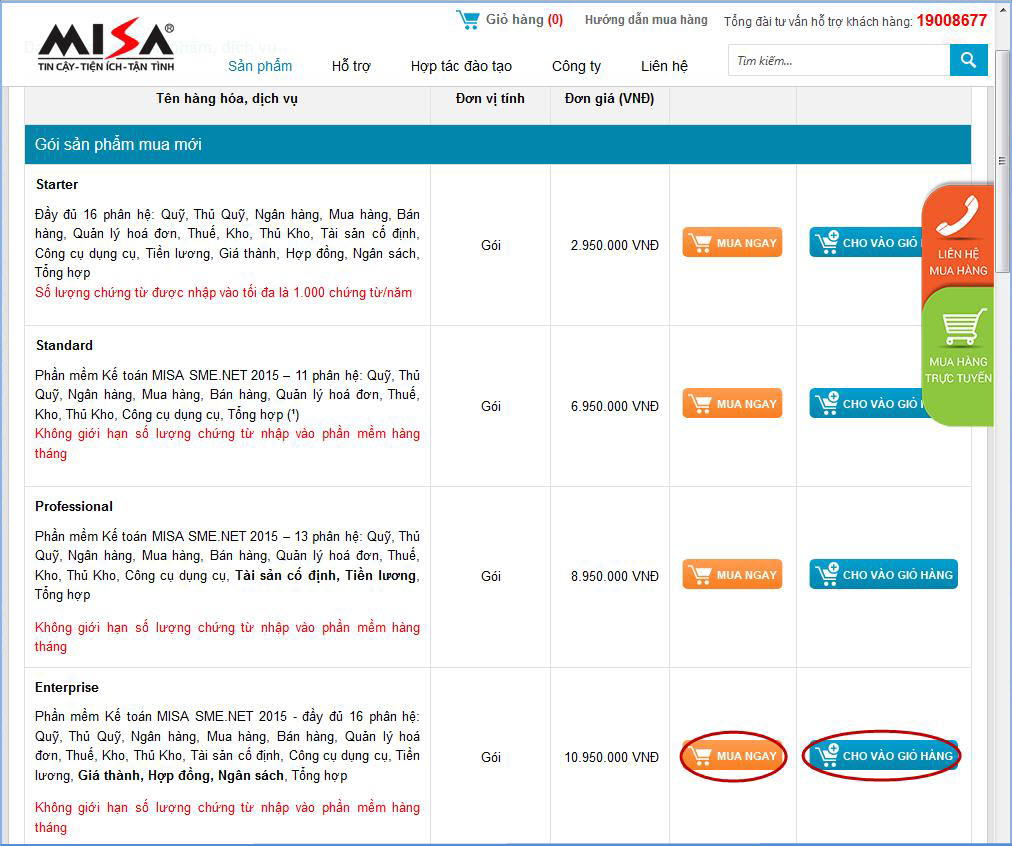 Giỏ hàng (0) Hướng dẫn mua hàng Tổng đài tư vấn hỗ trợ khách hàng: 19008677
MISA®
TIN CẬY-TIỆN ÍCH-TẬN TÌNH
Sản phẩm Hỗ trợ Hợp tác đào tạo Công ty Liên hệ Tìm kiếm...
Tên hàng hóa, dịch vụ Đơn vị tính Đơn giá (VNĐ)
Gói sản phẩm mua mới
Starter
Đầy đủ 16 phân hệ: Quỹ, Thủ Quỹ, Ngân hàng, Mua hàng, Bán
hàng, Quản lý hoá đơn, Thuế, Kho, Thủ Kho, Tài sản cố định,
Công cụ dụng cụ, Tiền lương, Giá thành, Hợp đồng, Ngân sách,
Tổng hợp
Số lượng chứng từ được nhập vào tối đa là 1.000 chứng từ/năm
Gói 2.950.000 VNĐ MUA NGAY CHO VÀO GIỎ
LIÊN HỆ
MUA HÀNG
MUA HÀNG
TRỰC TUYẾN
Standard
Phần mềm Kế toán MISA SME.NET 2015 – 11 phân hệ: Quỹ, Thủ
Quỹ, Ngân hàng, Mua hàng, Bán hàng, Quản lý hoá đơn, Thuế,
Kho, Thủ Kho, Công cụ dụng cụ, Tổng hợp (¹)
Không giới hạn số lượng chứng từ nhập vào phần mềm hàng
tháng
Gói 6.950.000 VNĐ MUA NGAY CHO VÀO GIỎ
Professional
Phần mềm Kế toán MISA SME.NET 2015 – 13 phân hệ: Quỹ, Thủ
Quỹ, Ngân hàng, Mua hàng, Bán hàng, Quản lý hoá đơn, Thuế,
Kho, Thủ Kho, Công cụ dụng cụ, Tài sản cố định, Tiền lương,
Tổng hợp
Không giới hạn số lượng chứng từ nhập vào phần mềm hàng
tháng
Gói 8.950.000 VNĐ MUA NGAY CHO VÀO GIỎ HÀNG
Enterprise
Phần mềm Kế toán MISA SME.NET 2015 - đầy đủ 16 phân hệ:
Quỹ, Thủ Quỹ, Ngân hàng, Mua hàng, Bán hàng, Quản lý hoá
đơn, Thuế, Kho, Thủ Kho, Tài sản cố định, Công cụ dụng cụ, Tiền
lương, Giá thành, Hợp đồng, Ngân sách, Tổng hợp
Không giới hạn số lượng chứng từ nhập vào phần mềm hàng
tháng
Gói 10.950.000 VNĐ MUA NGAY CHO VÀO GIỎ HÀNG